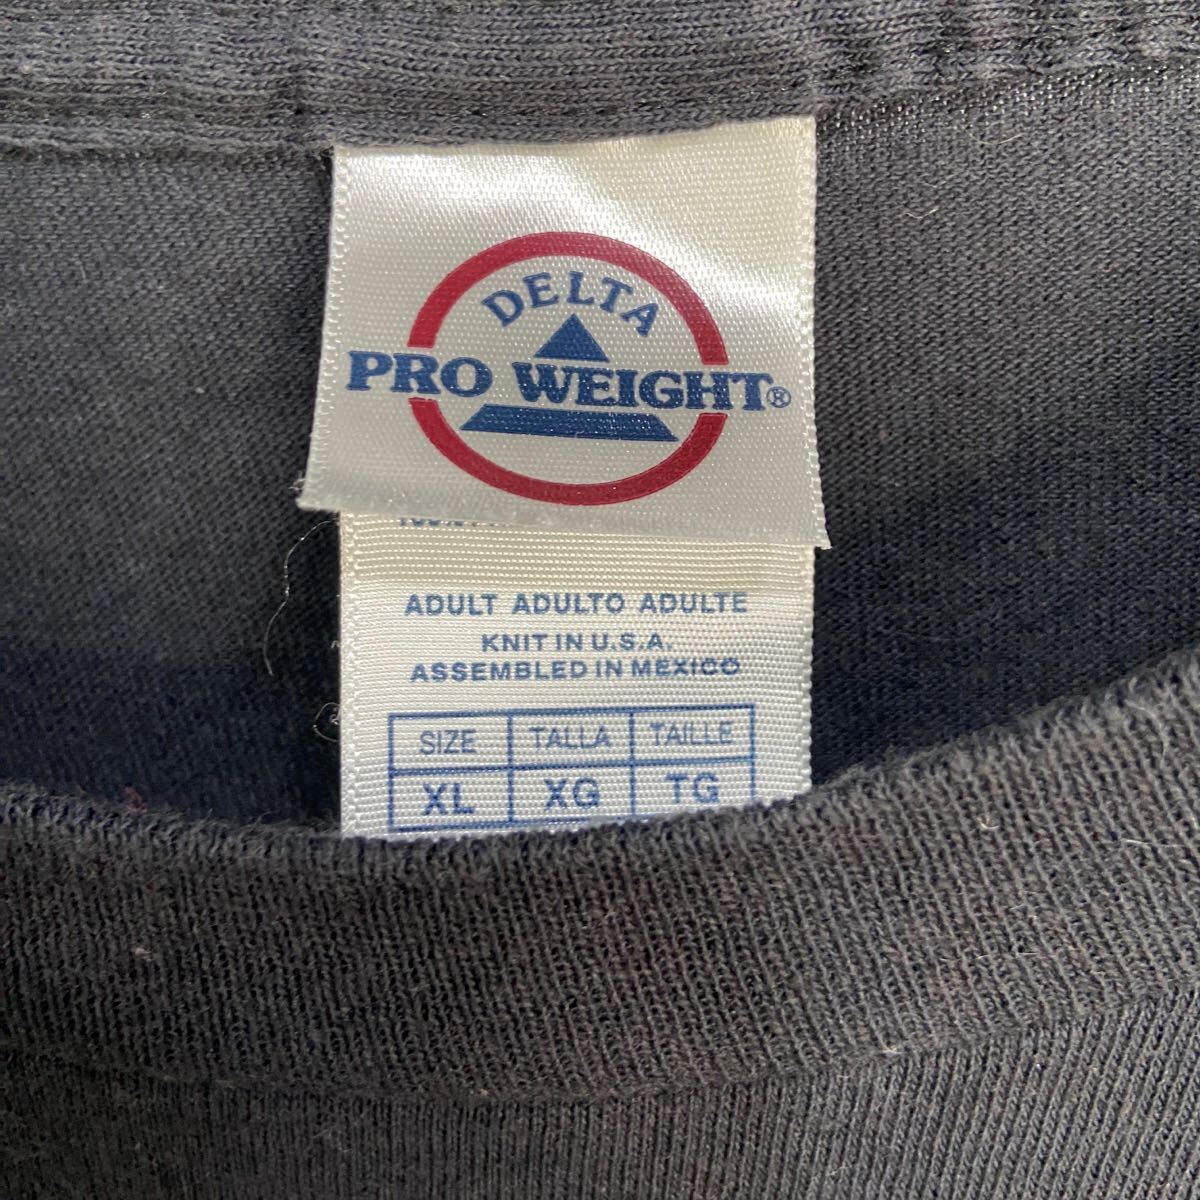 DELTA
PRO WEIGHT®
ADULT ADULTO ADULTE
KNIT IN U.S.A.
ASSEMBLED IN MEXICO
SIZE TALLA TAILLE
XL XG TG